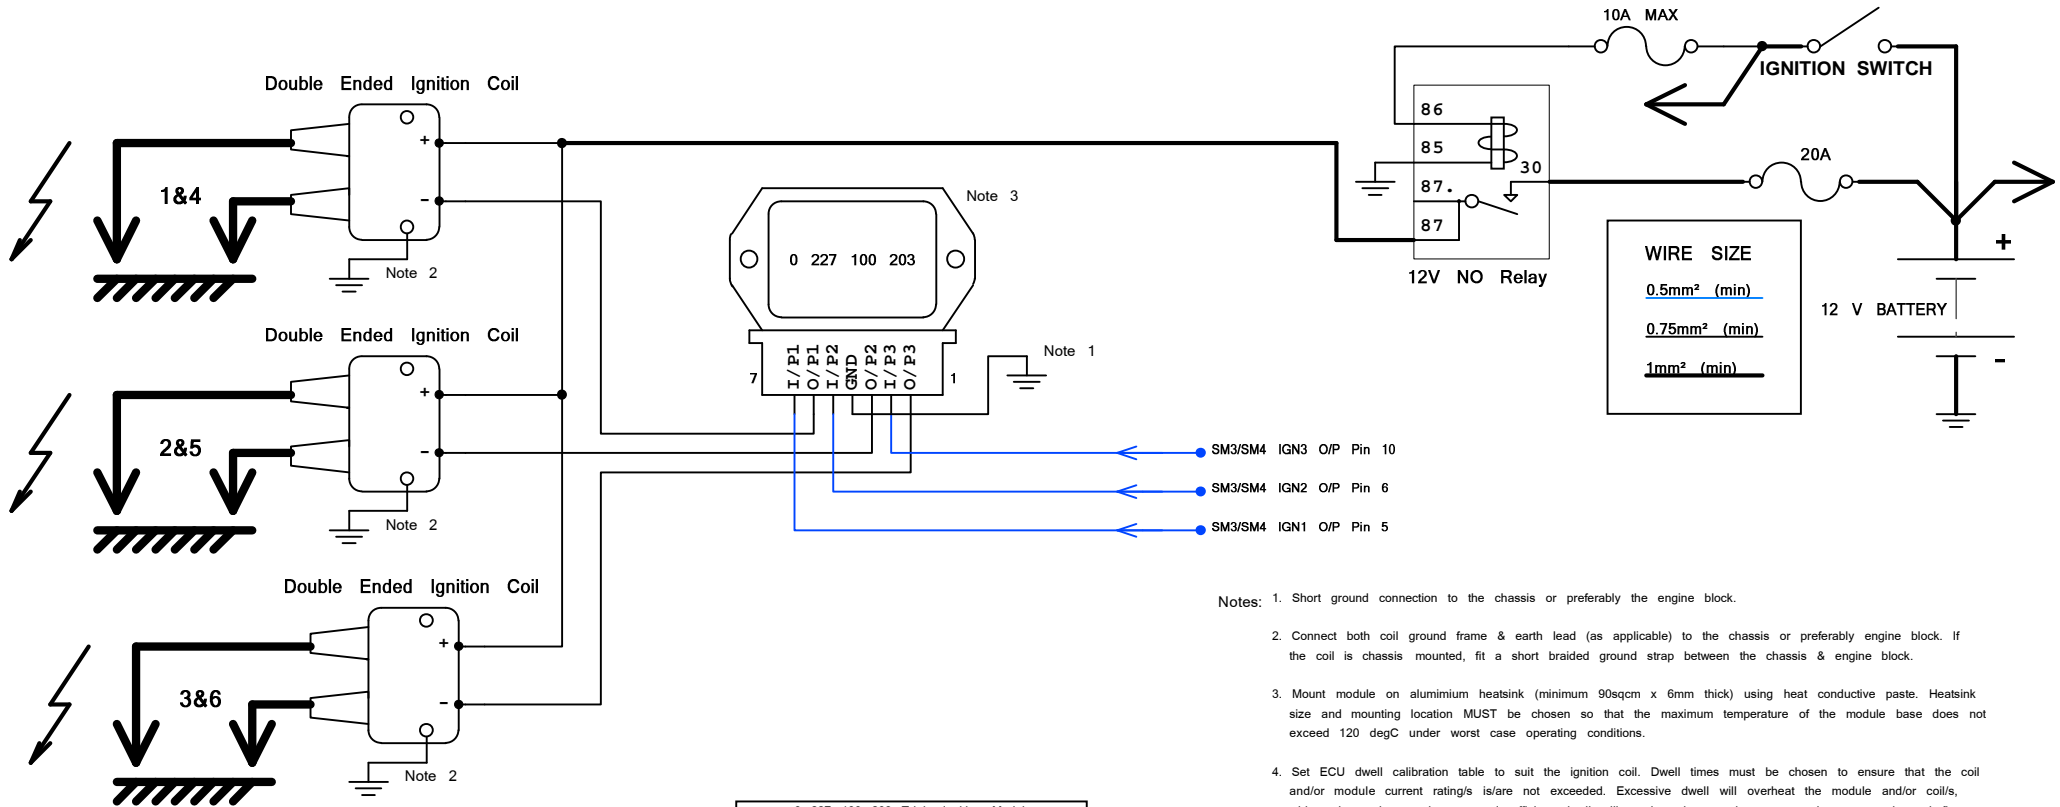 10A MAX
IGNITION SWITCH
Double Ended Ignition Coil
86
85
30
87.
87
20A
+
-
1&4
Note 2
Note 3
0 227 100 203
12V NO Relay
WIRE SIZE
0.5mm² (min)
0.75mm² (min)
1mm² (min)
12 V BATTERY
+
-
Double Ended Ignition Coil
+
-
2&5
Note 2
7
I/P1
O/P1
I/P2
GND
O/P2
I/P3
O/P3
1
Note 1
SM3/SM4 IGN3 O/P Pin 10
SM3/SM4 IGN2 O/P Pin 6
SM3/SM4 IGN1 O/P Pin 5
Double Ended Ignition Coil
+
-
3&6
Note 2
Notes: 1. Short ground connection to the chassis or preferably the engine block.
2. Connect both coil ground frame & earth lead (as applicable) to the chassis or preferably engine block. If
the coil is chassis mounted, fit a short braided ground strap between the chassis & engine block.
3. Mount module on alumimium heatsink (minimum 90sqcm x 6mm thick) using heat conductive paste. Heatsink
size and mounting location MUST be chosen so that the maximum temperature of the module base does not
exceed 120 degC under worst case operating conditions.
4. Set ECU dwell calibration table to suit the ignition coil. Dwell times must be chosen to ensure that the coil
and/or module current rating/s is/are not exceeded. Excessive dwell will overheat the module and/or coil/s,